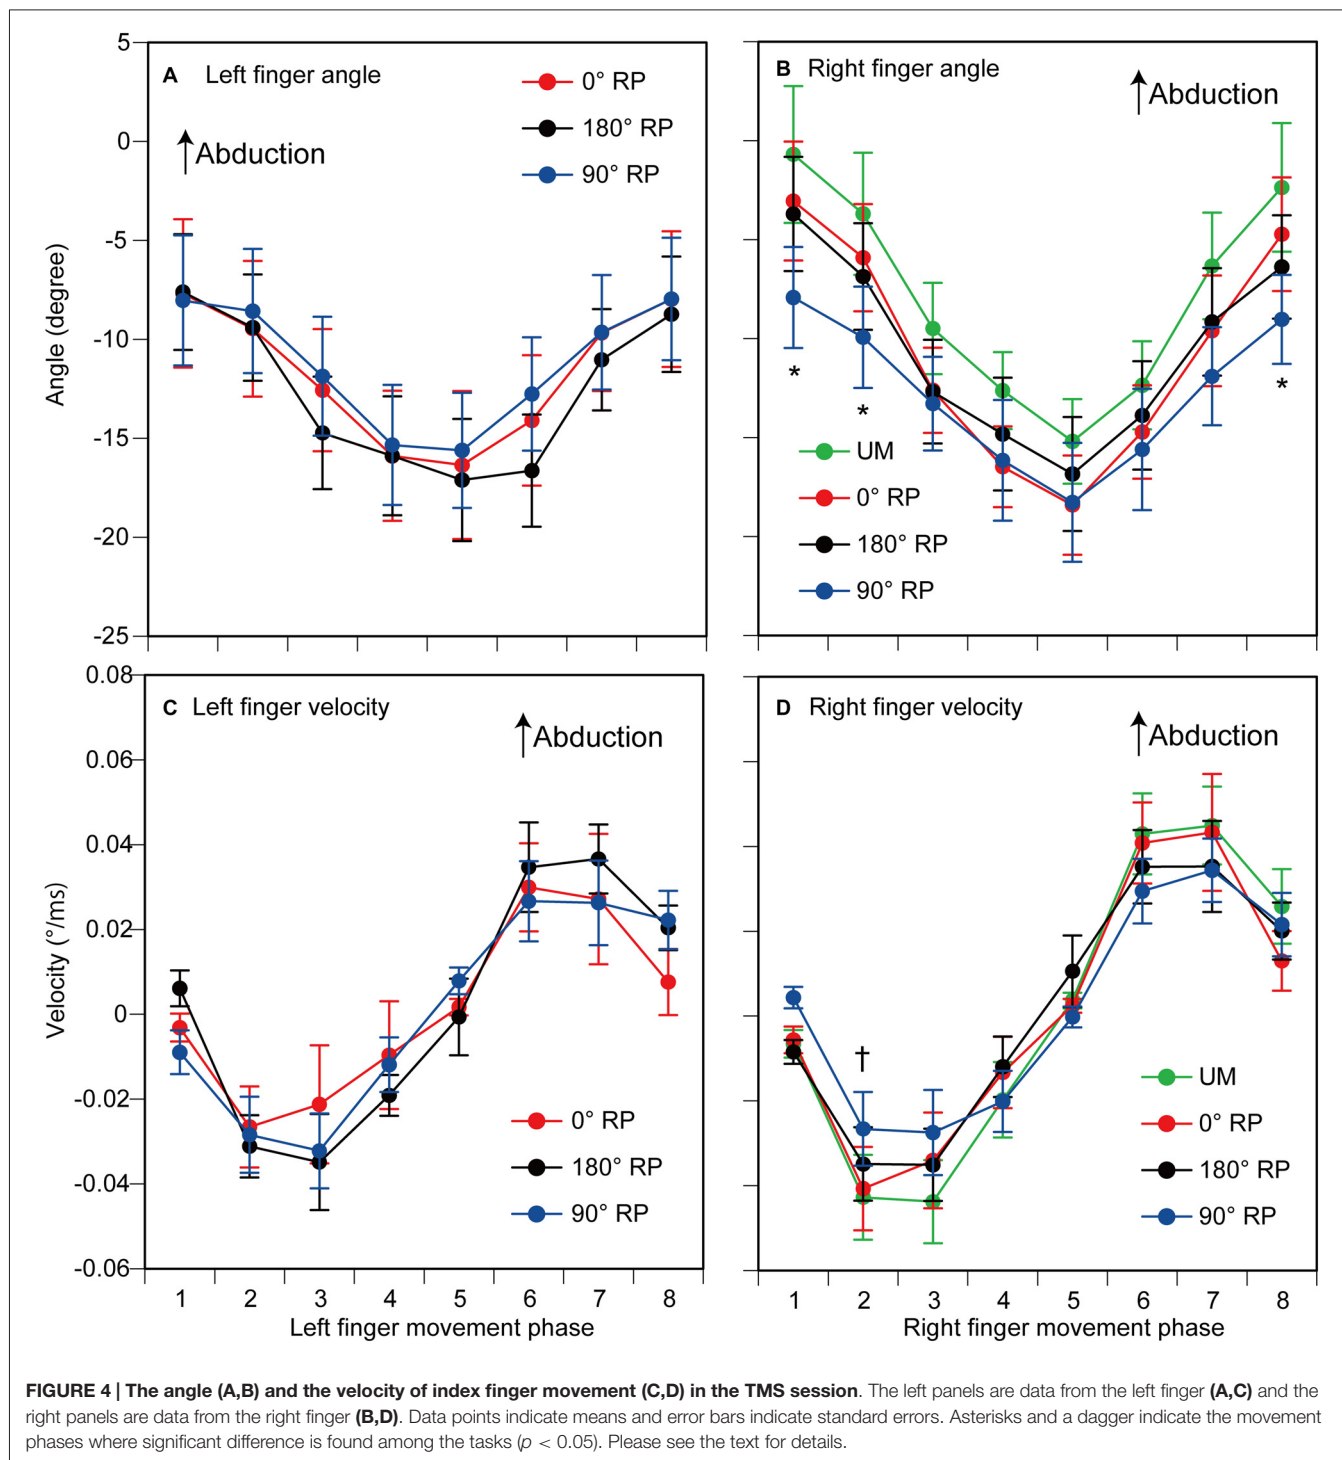 5
0
-5
-10
-15
-20
-25
Angle (degree)
A Left finger angle
Abduction
0° RP
180° RP
90° RP
B Right finger angle
Abduction
*
*
*
UM
0° RP
180° RP
90° RP
0.08
0.06
0.04
0.02
0
-0.02
-0.04
-0.06
Velocity (°/ms)
C Left finger velocity
Abduction
0° RP
180° RP
90° RP
1 2 3 4 5 6 7 8
Left finger movement phase
D Right finger velocity
Abduction
†
UM
0° RP
180° RP
90° RP
1 2 3 4 5 6 7 8
Right finger movement phase
FIGURE 4 | The angle (A,B) and the velocity of index finger movement (C,D) in the TMS session. The left panels are data from the left finger (A,C) and the
right panels are data from the right finger (B,D). Data points indicate means and error bars indicate standard errors. Asterisks and a dagger indicate the movement
phases where significant difference is found among the tasks (p < 0.05). Please see the text for details.